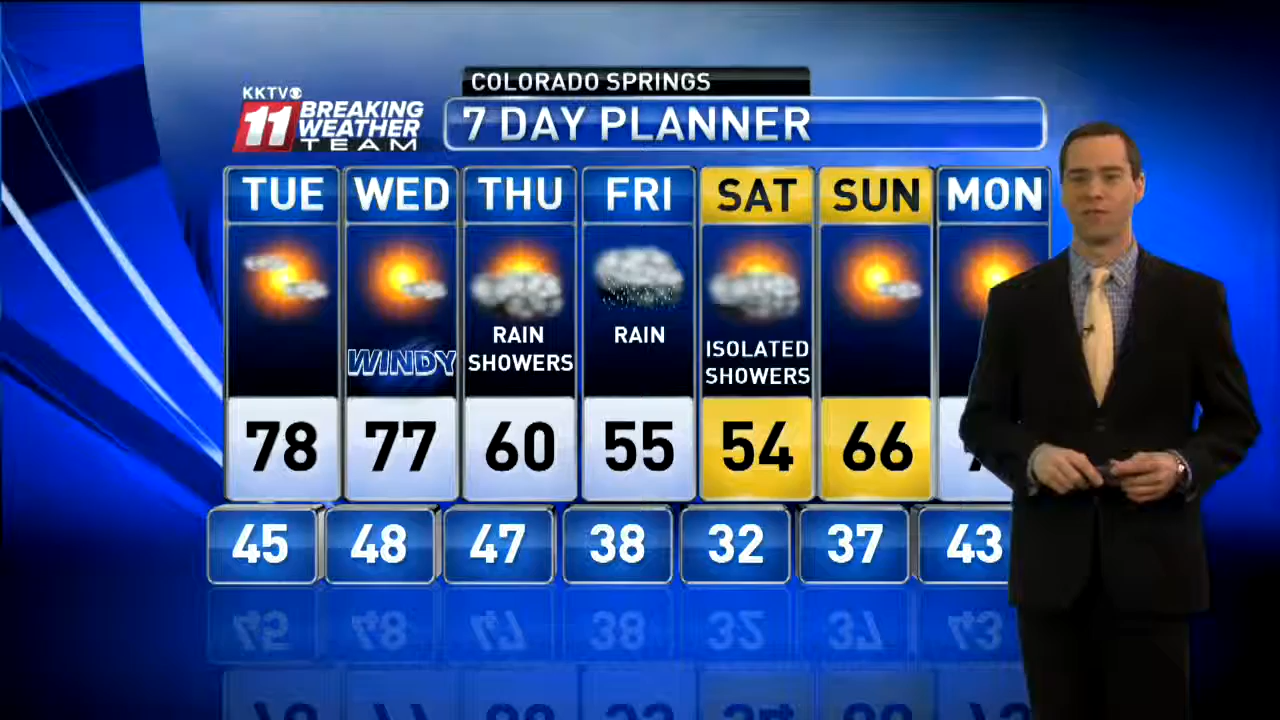 COLORADO SPRINGS
KKTV
11 BREAKING
WEATHER
TEAM
7 DAY PLANNER
TUE WED THU FRI SAT SUN MON
WINDY
RAIN
SHOWERS
RAIN
ISOLATED
SHOWERS
78 77 60 55 54 66
45 48 47 38 32 37 43